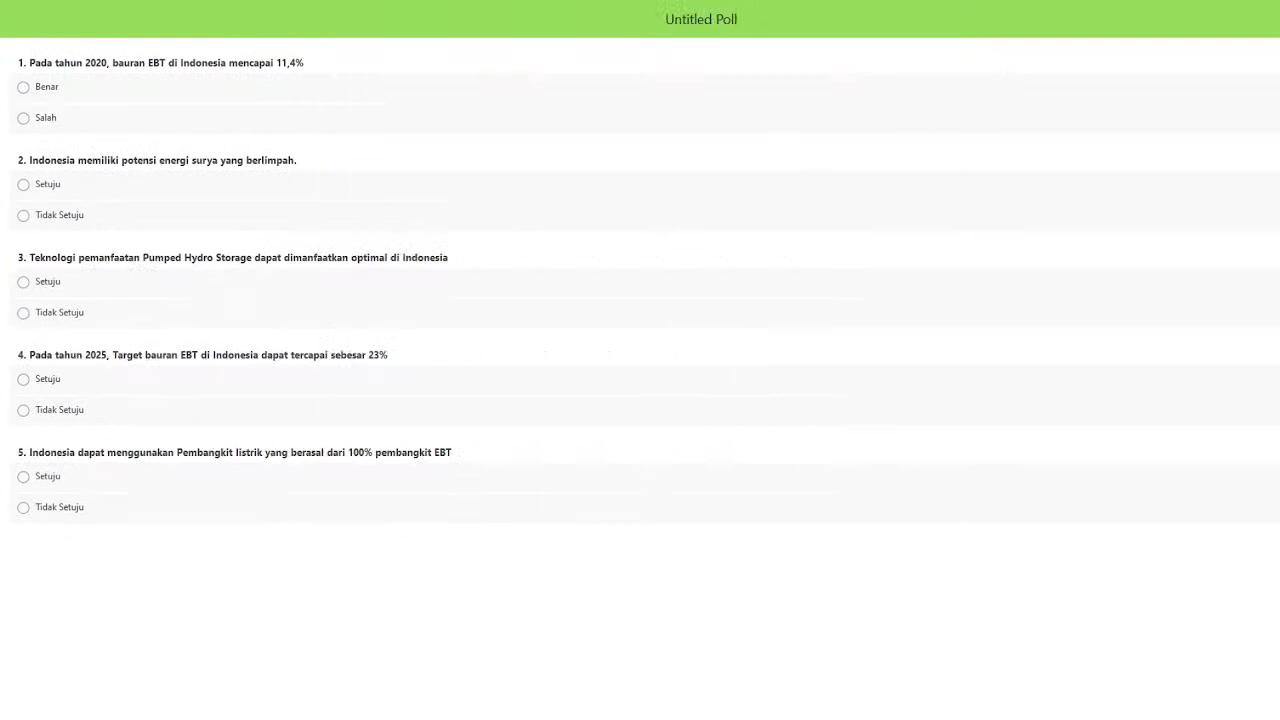 Untitled Poll
1. Pada tahun 2020, bauran EBT di Indonesia mencapai 11,4%
Benar
Salah
2. Indonesia memiliki potensi energi surya yang berlimpah.
Setuju
Tidak Setuju
3. Teknologi pemanfaatan Pumped Hydro Storage dapat dimanfaatkan optimal di Indonesia
Setuju
Tidak Setuju
4. Pada tahun 2025, Target bauran EBT di Indonesia dapat tercapai sebesar 23%
Setuju
Tidak Setuju
5. Indonesia dapat menggunakan Pembangkit listrik yang berasal dari 100% pembangkit EBT
Setuju
Tidak Setuju